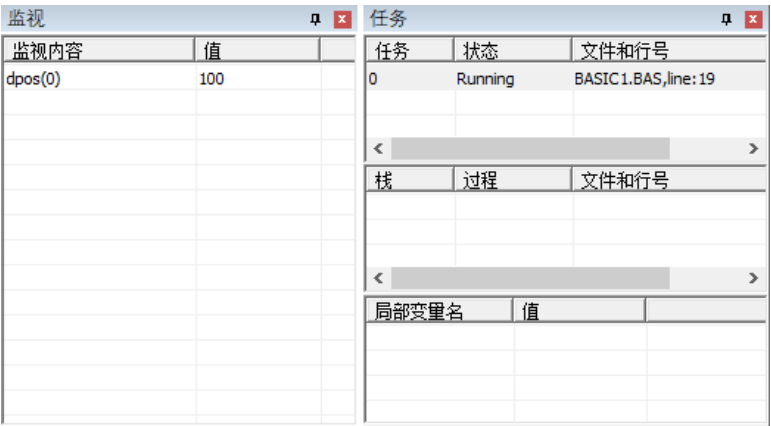 监视
监视内容 值
dpos(0) 100
任务
任务 状态 文件和行号
0 Running BASIC1.BAS,line:19
栈 过程 文件和行号
局部变量名 值